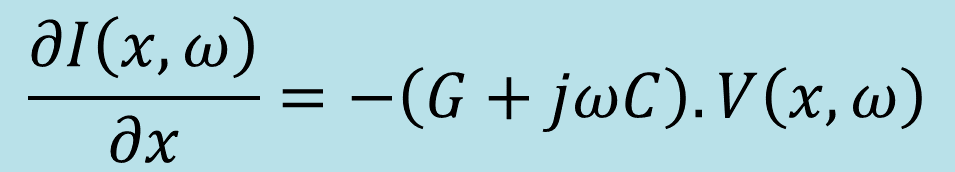 ∂I(x, ω)/∂x = −(G + jωC). V(x, ω)